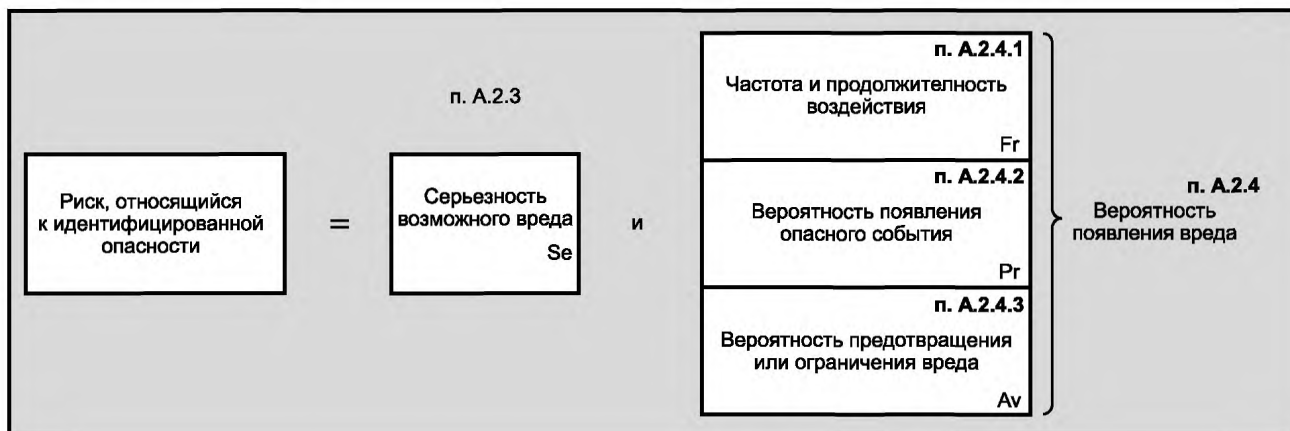 п. А.2.3
Риск, относящийся
к идентифицированной
опасности
=
Серьезность
возможного вреда
Se
и
п. А.2.4.1
Частота и продолжителность
воздействия
Fr
п. А.2.4.2
Вероятность появления
опасного события
Pr
п. А.2.4.3
Вероятность предотвращения
или ограничения вреда
Av
п. А.2.4
Вероятность
появления вреда